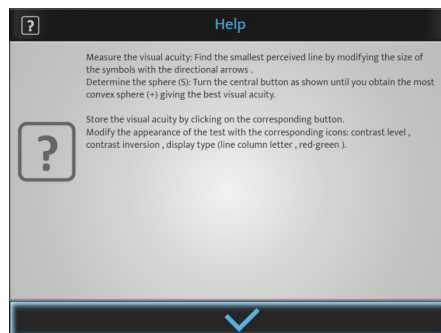 ?
Help
Measure the visual acuity: Find the smallest perceived line by modifying the size of
the symbols with the directional arrows .
Determine the sphere (S): Turn the central button as shown until you obtain the most
convex sphere (+) giving the best visual acuity.
Store the visual acuity by clicking on the corresponding button.
Modify the appearance of the test with the corresponding icons: contrast level ,
contrast inversion , display type (line column letter , red-green ).
?